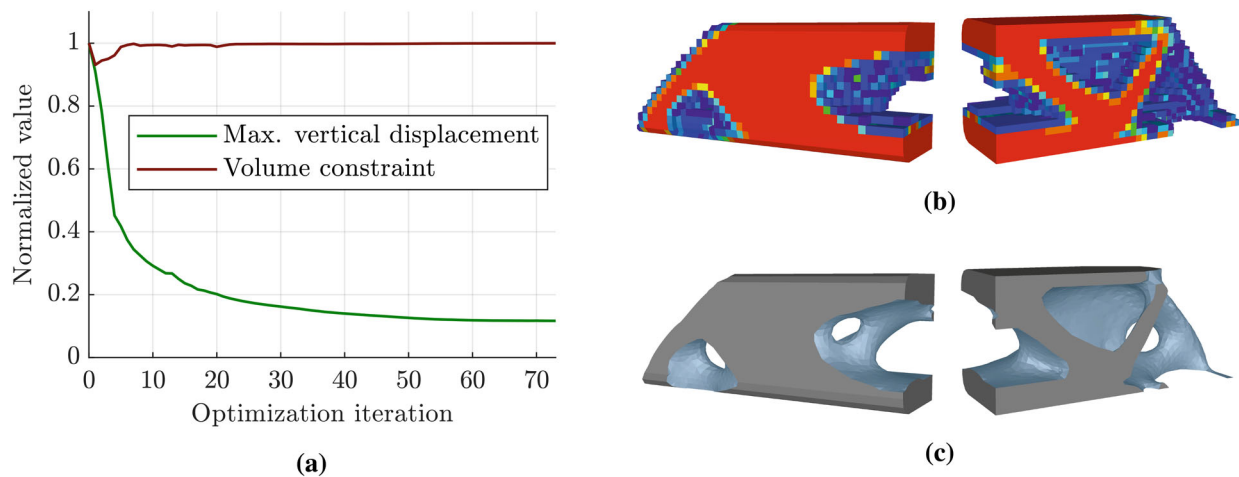 1
0.8
0.6
0.4
0.2
0
Normalized value
Max. vertical displacement
Volume constraint
0 10 20 30 40 50 60 70
Optimization iteration
(a)
(b)
(c)